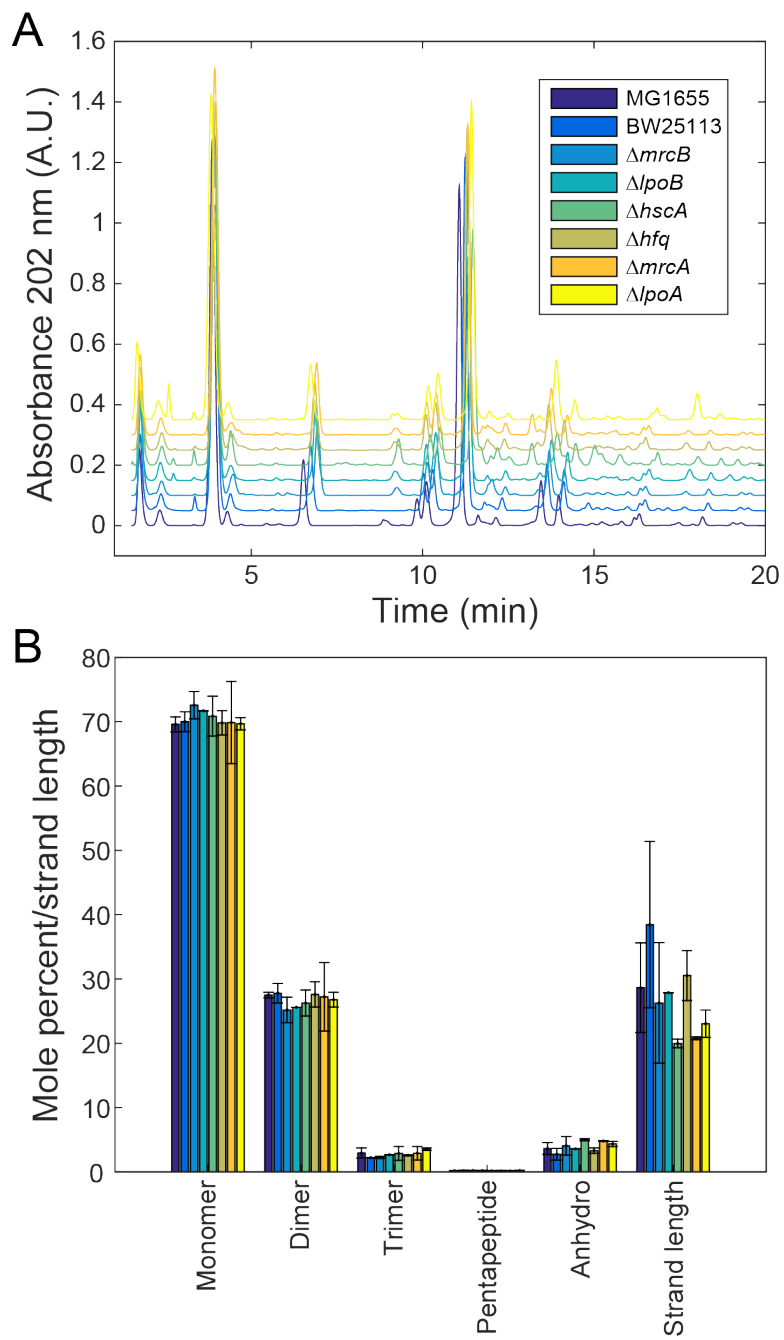 A
1.6
1.4
1.2
1
0.8
0.6
0.4
0.2
0
Absorbance 202 nm (A.U.)
MG1655
BW25113
ΔmrcB
ΔlpoB
ΔhscA
Δhfq
ΔmrcA
ΔlpoA
5
10
15
20
Time (min)
B
80
70
60
50
40
30
20
10
0
Mole percent/strand length
Monomer
Dimer
Trimer
Pentapeptide
Anhydro
Strand length